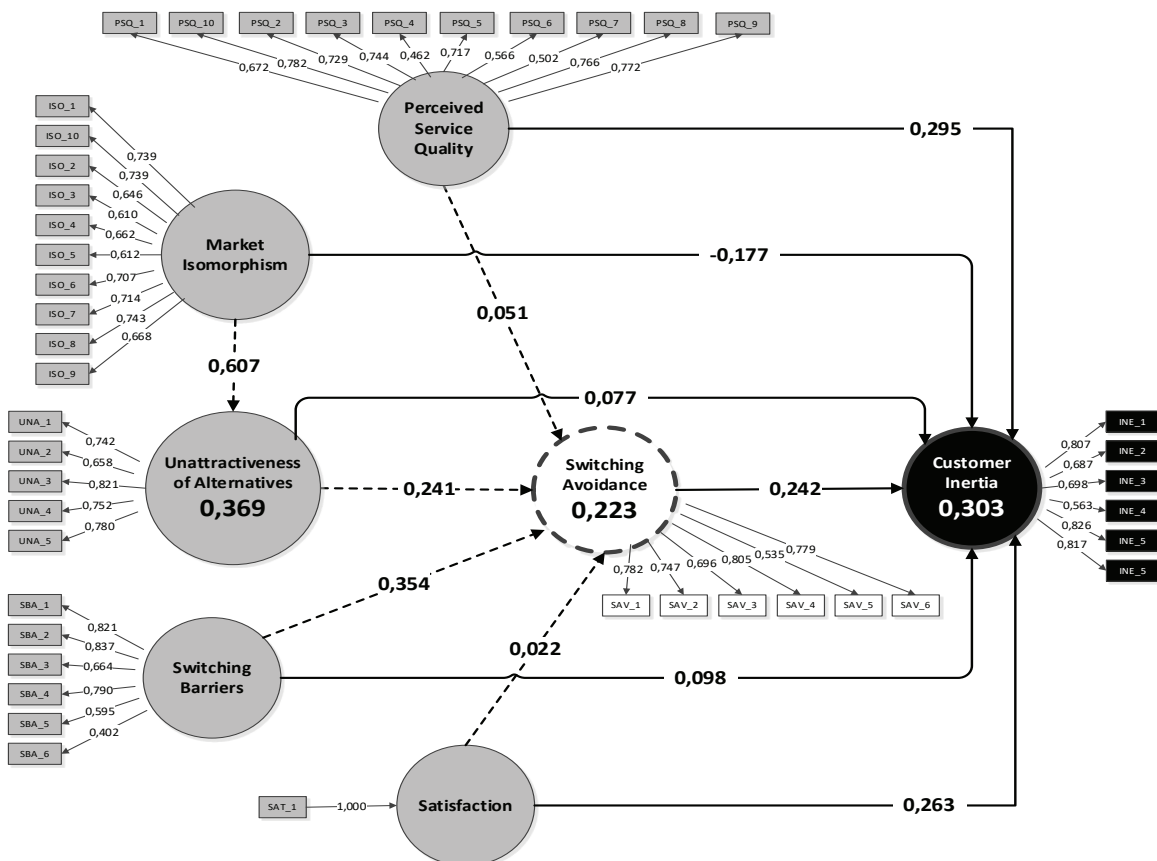 PSQ_1
PSQ_10
PSQ_2
PSQ_3
PSQ_4
PSQ_5
PSQ_6
PSQ_7
PSQ_8
PSQ_9
0,672
0,782
0,729
0,744
0,462
0,717
0,566
0,502
0,766
0,772
Perceived
Service
Quality
0,295
ISO_1
ISO_10
ISO_2
ISO_3
ISO_4
ISO_5
ISO_6
ISO_7
ISO_8
ISO_9
0,739
0,739
0,646
0,610
0,662
0,612
0,707
0,714
0,743
0,668
Market
Isomorphism
-0,177
0,051
0,607
0,077
UNA_1
UNA_2
UNA_3
UNA_4
UNA_5
0,742
0,658
0,821
0,752
0,780
Unattractiveness
of Alternatives
0,369
0,241
Switching
Avoidance
0,223
0,242
Customer
Inertia
0,303
0,807
0,687
0,698
0,563
0,826
0,817
INE_1
INE_2
INE_3
INE_4
INE_5
INE_5
0,782
0,747
0,696
0,805
0,535
0,779
SAV_1
SAV_2
SAV_3
SAV_4
SAV_5
SAV_6
0,354
SBA_1
SBA_2
SBA_3
SBA_4
SBA_5
SBA_6
0,821
0,837
0,664
0,790
0,595
0,402
Switching
Barriers
0,022
0,098
SAT_1
1,000
Satisfaction
0,263